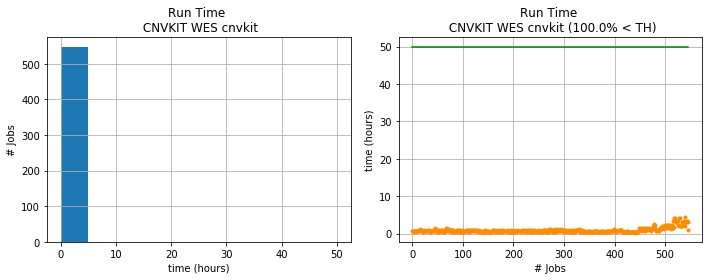 Run Time
CNVKIT WES cnvkit
500
400
300
200
100
0
# Jobs
0 10 20 30 40 50
time (hours)
Run Time
CNVKIT WES cnvkit (100.0% < TH)
50
40
30
20
10
0
time (hours)
0 100 200 300 400 500
# Jobs